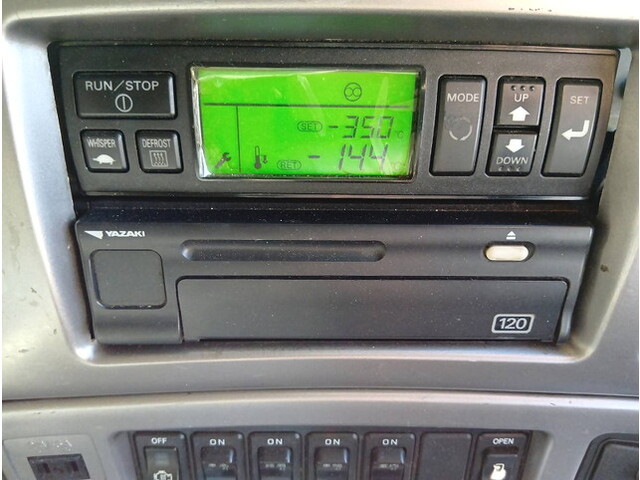 RUN/STOP
WHISPER
DEFROST
SET -35.0 °C
RET -14.4
MODE
UP
DOWN
SET
YAZAKI
120
OFF
ON
ON
ON
ON
OPEN